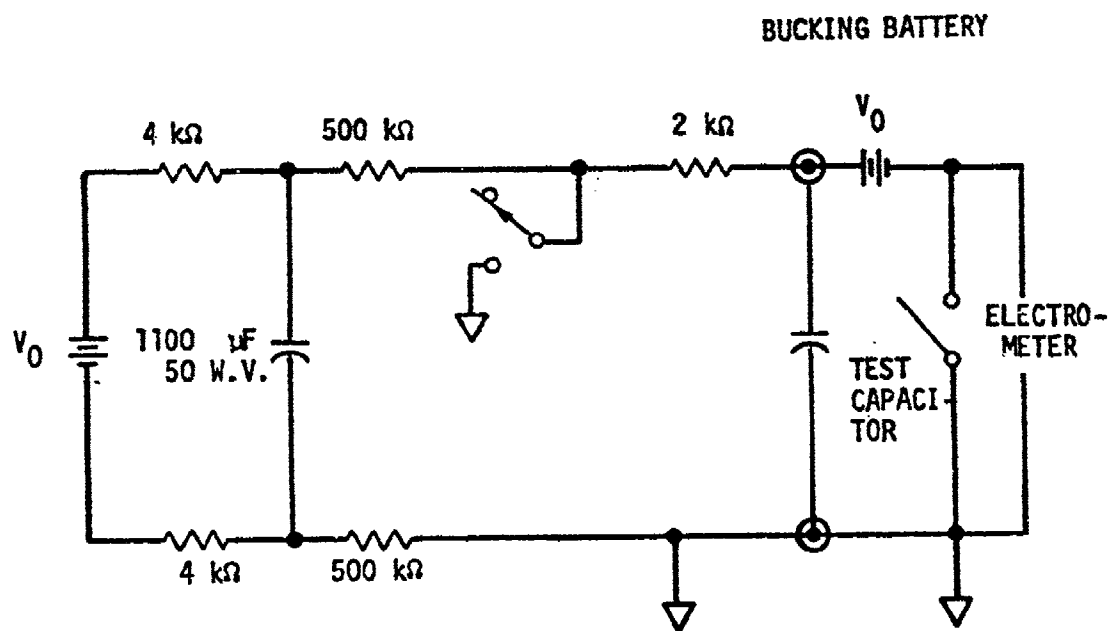 BUCKING BATTERY
V0
4 kΩ
500 kΩ
2 kΩ
V0
1100 µF
50 W.V.
TEST
CAPACI-
TOR
ELECTRO-
METER
4 kΩ
500 kΩ